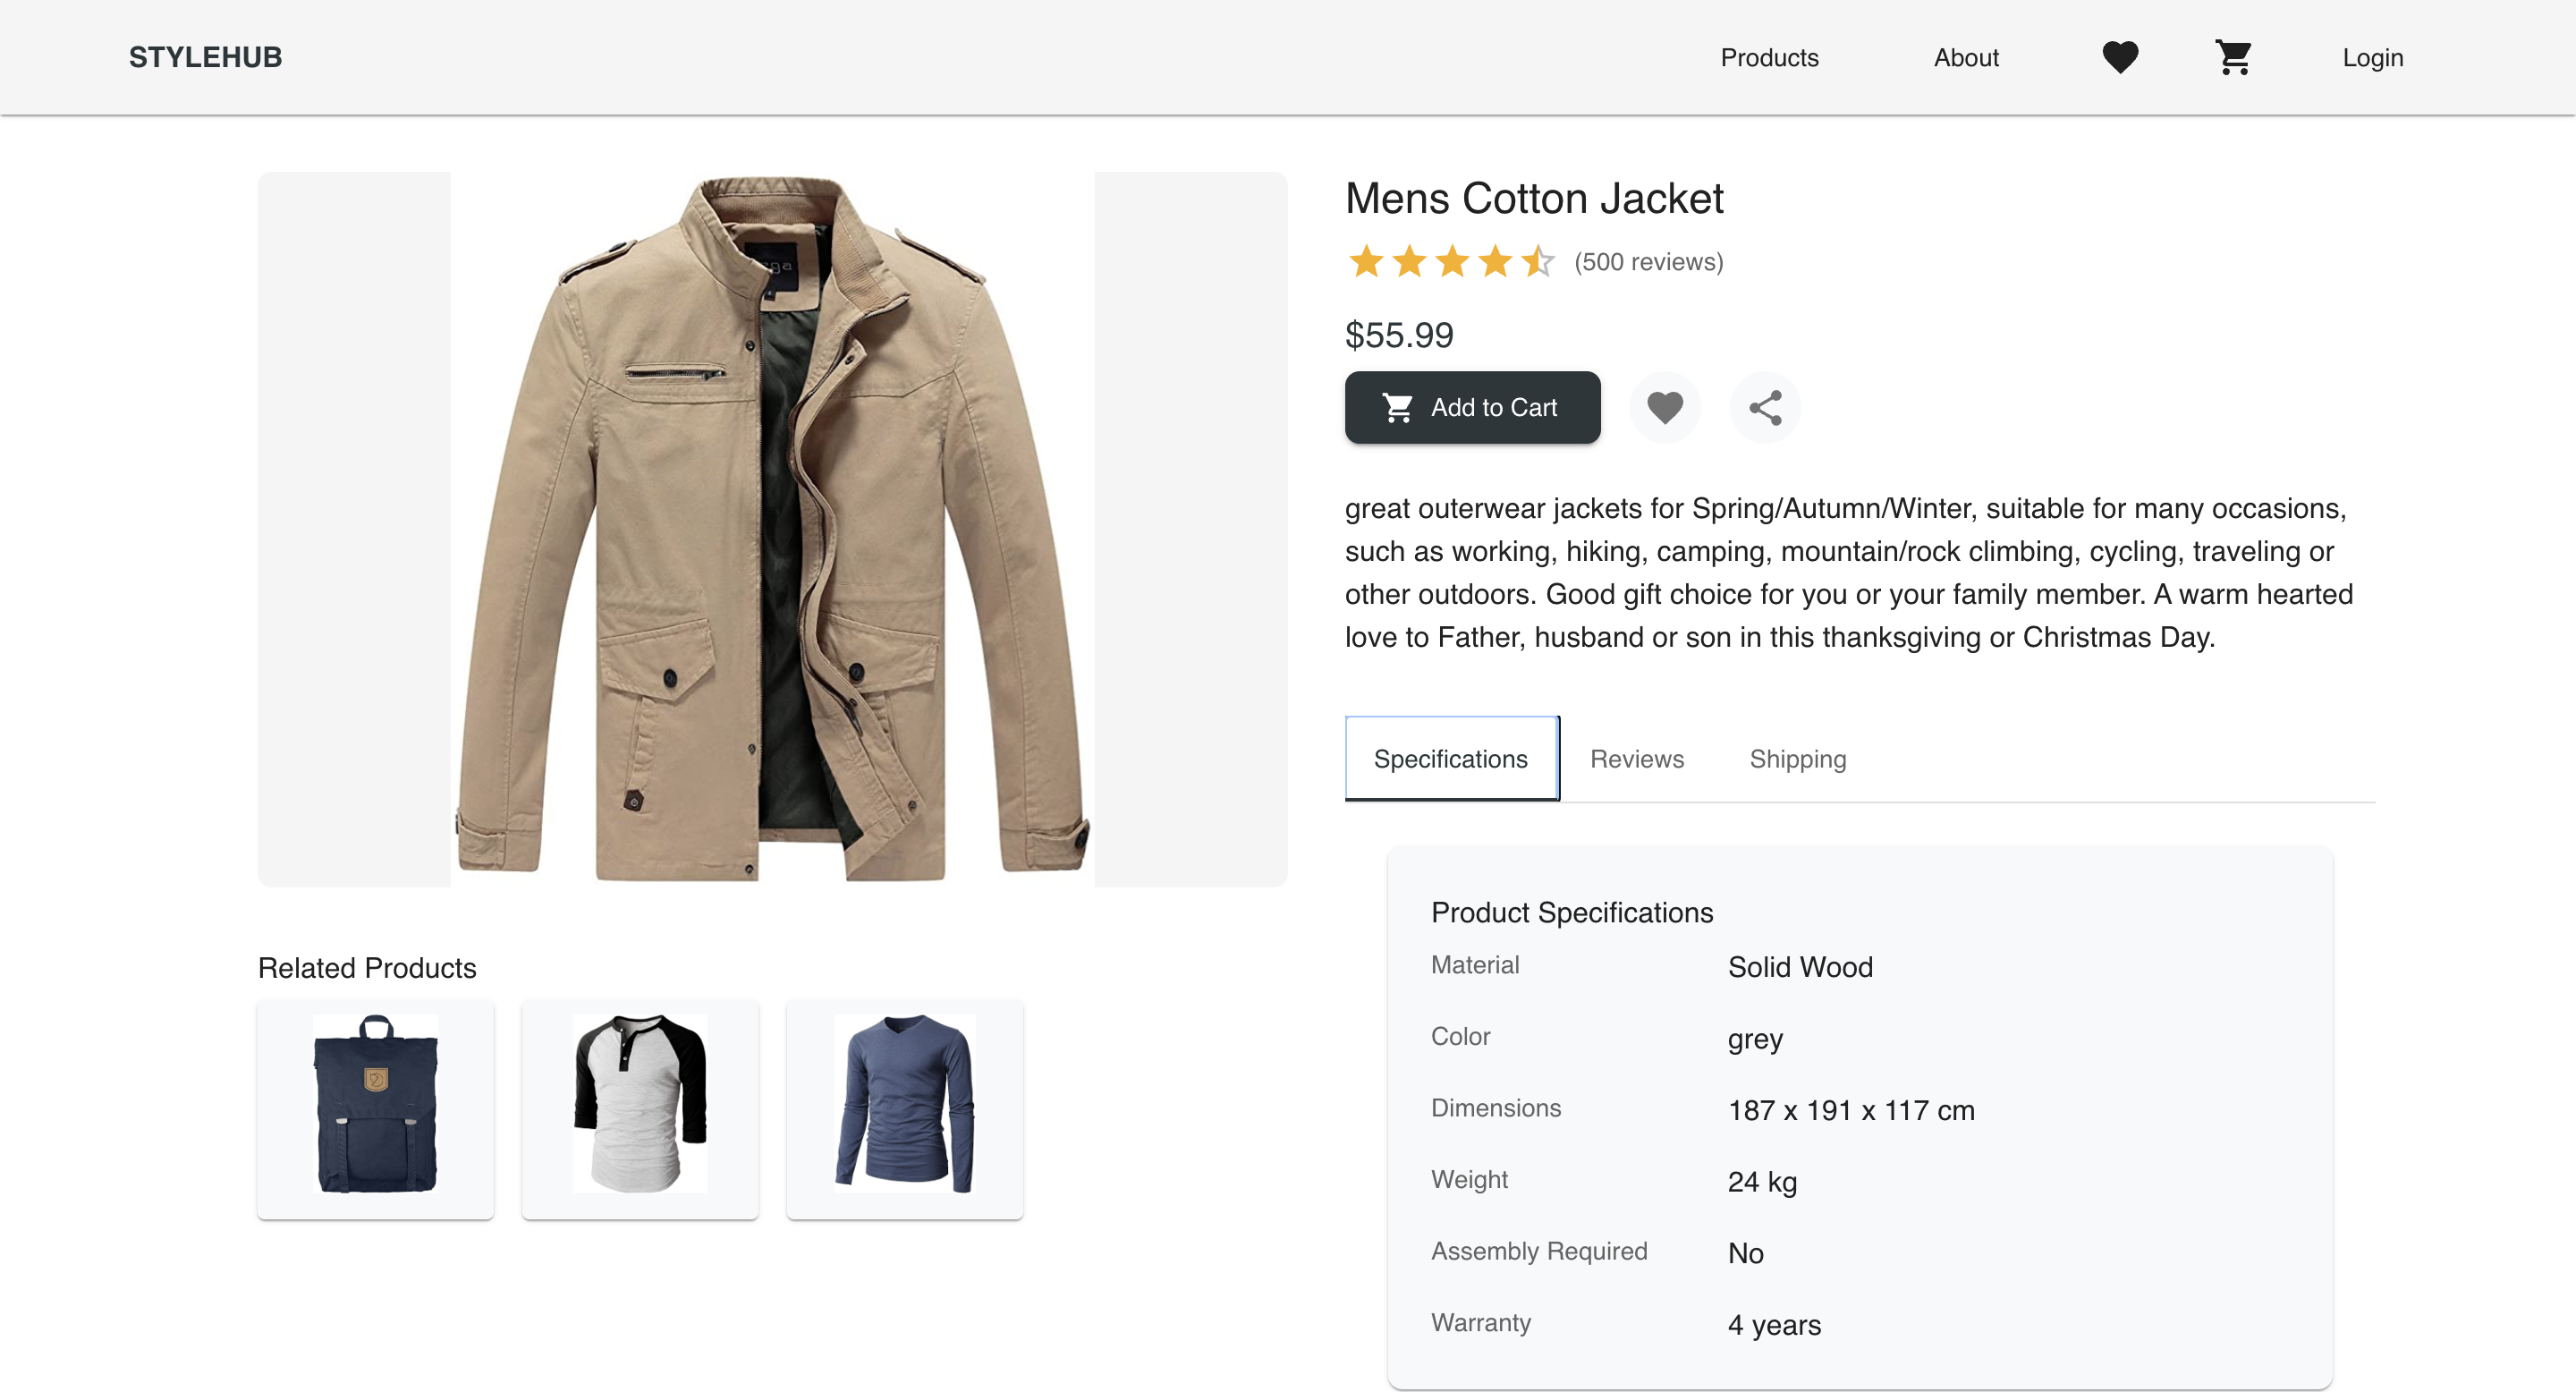 STYLEHUB
Products
About
Login
Mens Cotton Jacket
(500 reviews)
$55.99
Add to Cart
great outerwear jackets for Spring/Autumn/Winter, suitable for many occasions,
such as working, hiking, camping, mountain/rock climbing, cycling, traveling or
other outdoors. Good gift choice for you or your family member. A warm hearted
love to Father, husband or son in this thanksgiving or Christmas Day.
Specifications
Reviews
Shipping
Product Specifications
Material
Solid Wood
Color
grey
Dimensions
187 x 191 x 117 cm
Weight
24 kg
Assembly Required
No
Warranty
4 years
Related Products